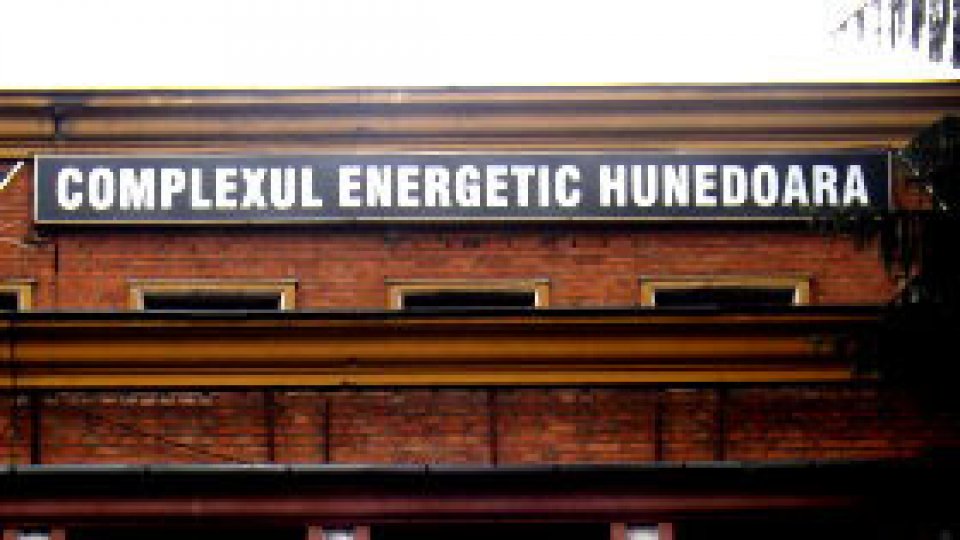 COMPLEXUL ENERGETIC HUNEDOARA